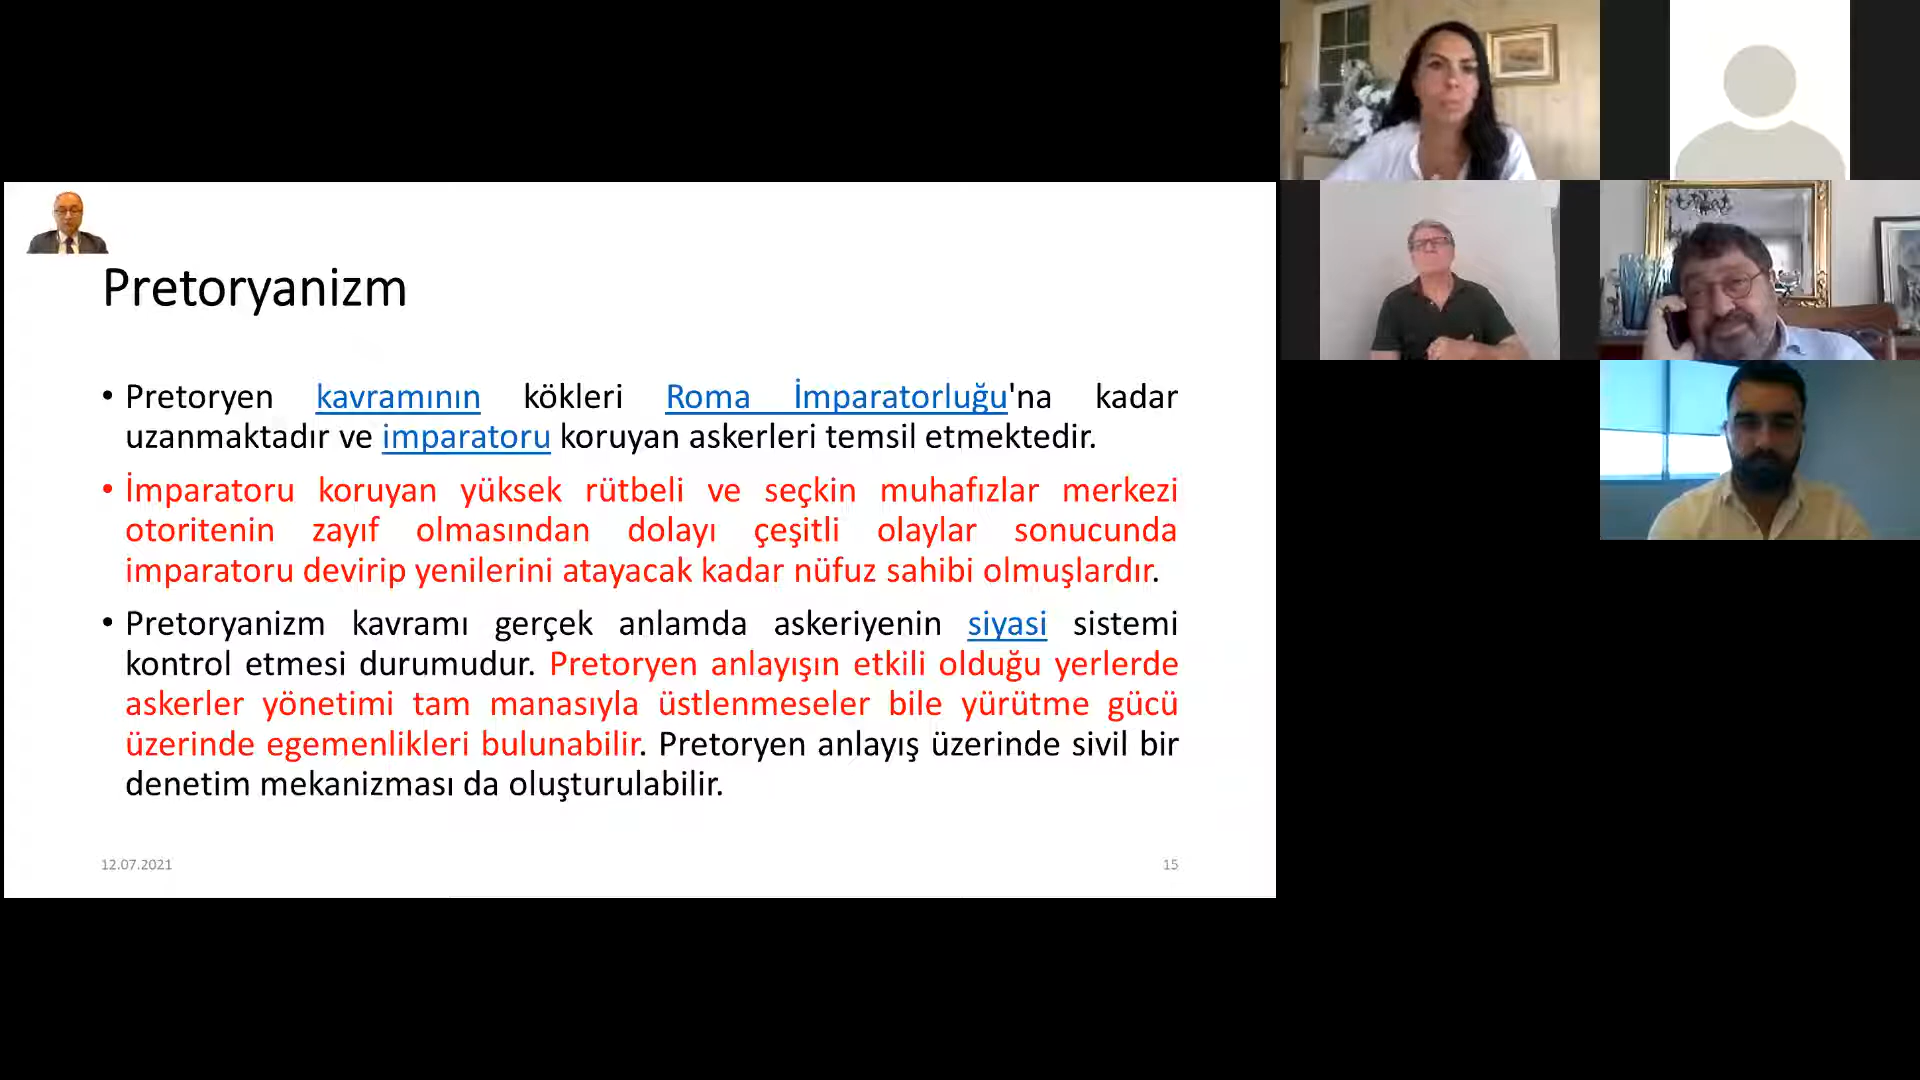 Pretoryanizm
• Pretoryen kavramının kökleri Roma İmparatorluğu'na kadar
uzanmaktadır ve imparatoru koruyan askerleri temsil etmektedir.
• İmparatoru koruyan yüksek rütbeli ve seçkin muhafızlar merkezi
otoritenin zayıf olmasından dolayı çeşitli olaylar sonucunda
imparatoru devirip yenilerini atayacak kadar nüfuz sahibi olmuşlardır.
• Pretoryanizm kavramı gerçek anlamda askeriyenin siyasi sistemi
kontrol etmesi durumudur. Pretoryen anlayışın etkili olduğu yerlerde
askerler yönetimi tam manasıyla üstlenmeseler bile yürütme gücü
üzerinde egemenlikleri bulunabilir. Pretoryen anlayış üzerinde sivil bir
denetim mekanizması da oluşturulabilir.
12.07.2021
15